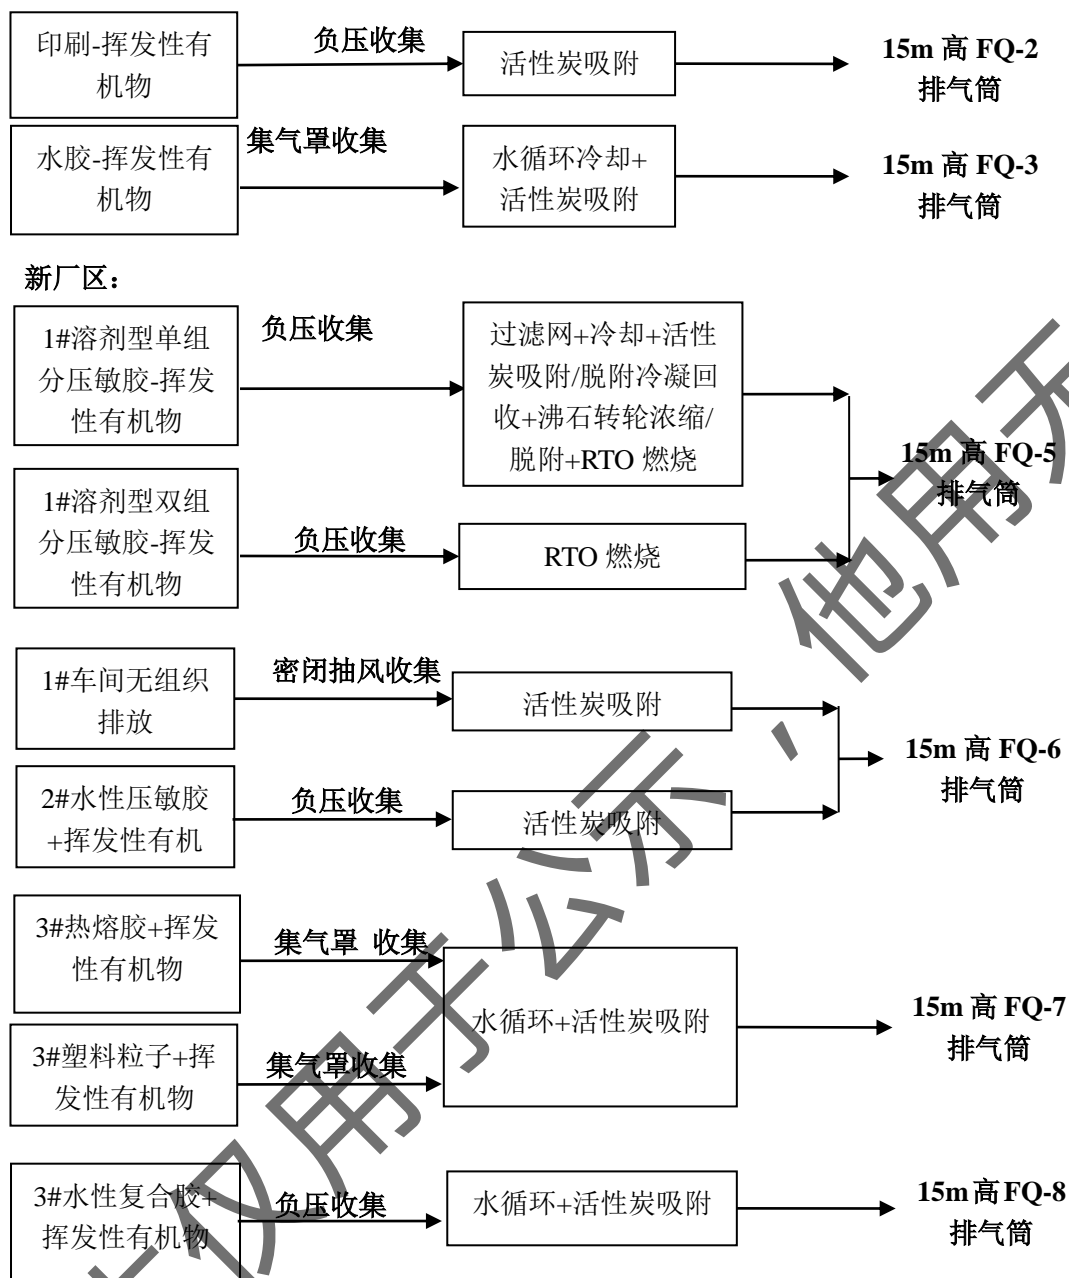 印刷-挥发性有
机物
负压收集
活性炭吸附
15m 高 FQ-2
排气筒
水胶-挥发性有
机物
集气罩收集
水循环冷却+
活性炭吸附
15m 高 FQ-3
排气筒
新厂区：
1#溶剂型单组
分压敏胶-挥发
性有机物
负压收集
过滤网+冷却+活性
炭吸附/脱附冷凝回
收+沸石转轮浓缩/
脱附+RTO 燃烧
15m 高 FQ-5
排气筒
1#溶剂型双组
分压敏胶-挥发
性有机物
负压收集
RTO 燃烧
1#车间无组织
排放
密闭抽风收集
活性炭吸附
15m 高 FQ-6
排气筒
2#水性压敏胶
+挥发性有机
负压收集
活性炭吸附
3#热熔胶+挥发
性有机物
集气罩 收集
水循环+活性炭吸附
15m 高 FQ-7
排气筒
3#塑料粒子+挥
发性有机物
集气罩收集
3#水性复合胶+
挥发性有机物
负压收集
水循环+活性炭吸附
15m 高 FQ-8
排气筒
仅用于公示，他用无